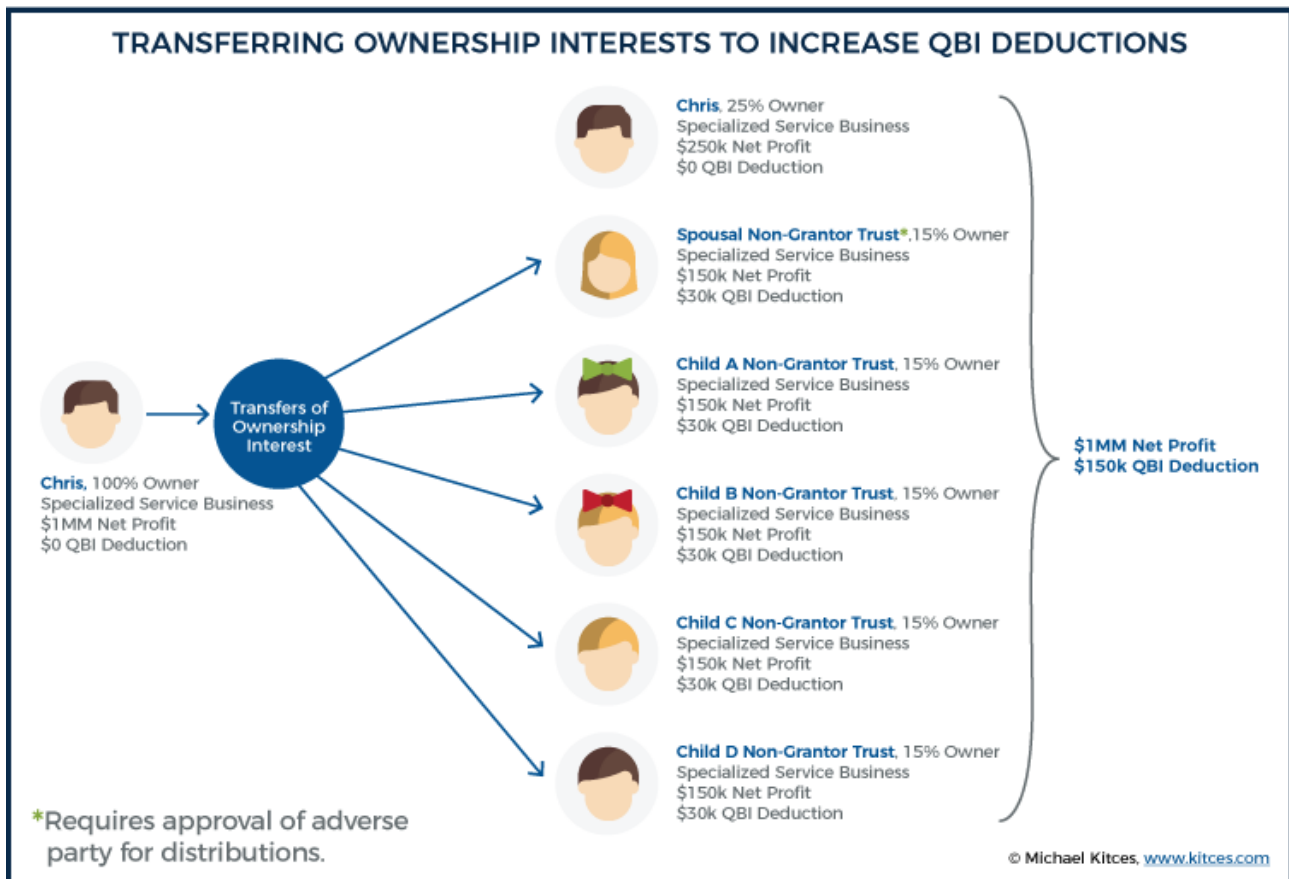 TRANSFERRING OWNERSHIP INTERESTS TO INCREASE QBI DEDUCTIONS
Chris, 100% Owner
Specialized Service Business
$1MM Net Profit
$0 QBI Deduction
Transfers of
Ownership
Interest
Chris, 25% Owner
Specialized Service Business
$250k Net Profit
$0 QBI Deduction
Spousal Non-Grantor Trust*,15% Owner
Specialized Service Business
$150k Net Profit
$30k QBI Deduction
Child A Non-Grantor Trust, 15% Owner
Specialized Service Business
$150k Net Profit
$30k QBI Deduction
Child B Non-Grantor Trust, 15% Owner
Specialized Service Business
$150k Net Profit
$30k QBI Deduction
Child C Non-Grantor Trust, 15% Owner
Specialized Service Business
$150k Net Profit
$30k QBI Deduction
Child D Non-Grantor Trust, 15% Owner
Specialized Service Business
$150k Net Profit
$30k QBI Deduction
$1MM Net Profit
$150k QBI Deduction
*Requires approval of adverse
party for distributions.
© Michael Kitces, www.kitces.com